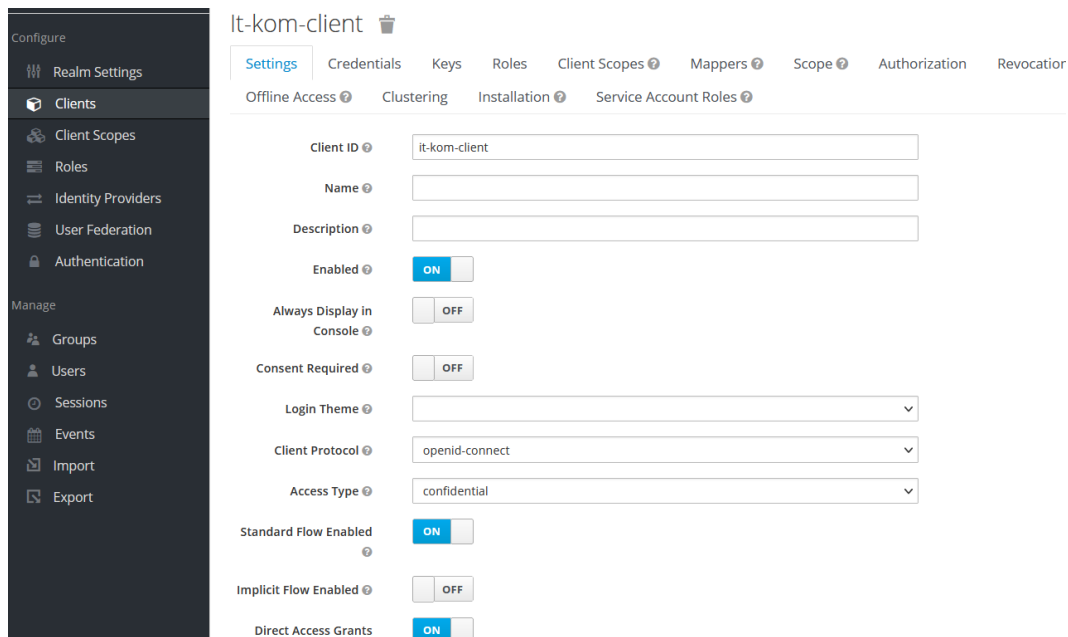 Configure
Realm Settings
Clients
Client Scopes
Roles
Identity Providers
User Federation
Authentication
Manage
Groups
Users
Sessions
Events
Import
Export
It-kom-client
Settings Credentials Keys Roles Client Scopes Mappers Scope Authorization Revocation
Offline Access Clustering Installation Service Account Roles
Client ID it-kom-client
Name
Description
Enabled ON
Always Display in
Console OFF
Consent Required OFF
Login Theme
Client Protocol openid-connect
Access Type confidential
Standard Flow Enabled ON
Implicit Flow Enabled OFF
Direct Access Grants ON